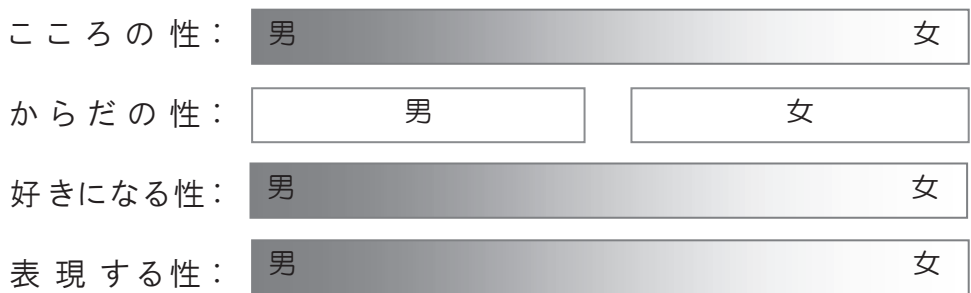 こころの性： 男 女
からだの性： 男 女
好きになる性： 男 女
表現する性： 男 女